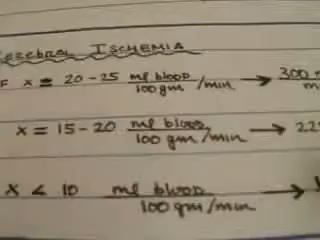 Cerebral ISCHEMIA
IF x = 20 - 25 ml blood / 100 gm /min → 300
x = 15 - 20 ml blood / 100 gm /min → 22
x < 10 ml blood / 100 gm/min →